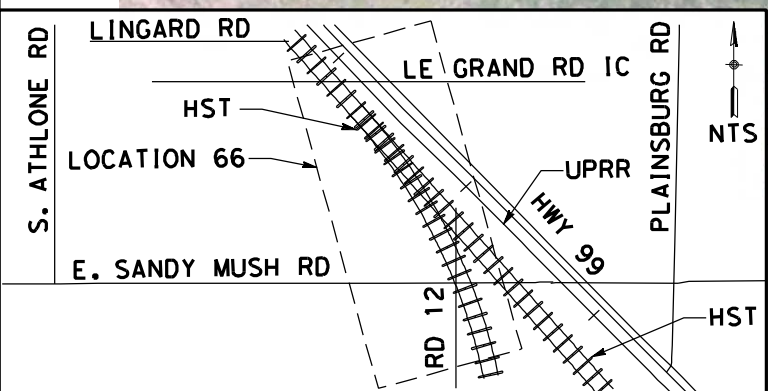 LINGARD RD
S. ATHLONE RD
LE GRAND RD IC
PLAINSBURG RD
NTS
HST
LOCATION 66
UPRR
HWY 99
E. SANDY MUSH RD
RD 12
HST